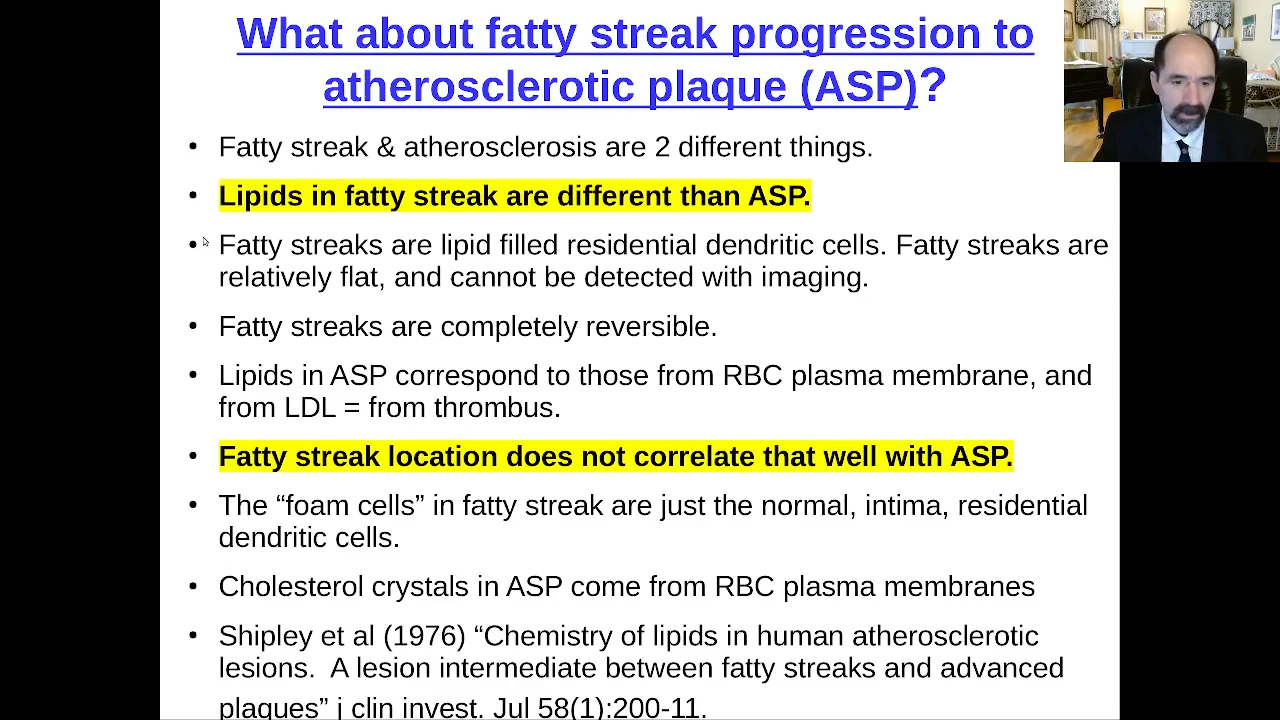 What about fatty streak progression to
atherosclerotic plaque (ASP)?
• Fatty streak & atherosclerosis are 2 different things.
• Lipids in fatty streak are different than ASP.
• Fatty streaks are lipid filled residential dendritic cells. Fatty streaks are
relatively flat, and cannot be detected with imaging.
• Fatty streaks are completely reversible.
• Lipids in ASP correspond to those from RBC plasma membrane, and
from LDL = from thrombus.
• Fatty streak location does not correlate that well with ASP.
• The “foam cells” in fatty streak are just the normal, intima, residential
dendritic cells.
• Cholesterol crystals in ASP come from RBC plasma membranes
• Shipley et al (1976) “Chemistry of lipids in human atherosclerotic
lesions. A lesion intermediate between fatty streaks and advanced
plaques” j clin invest. Jul 58(1):200-11.